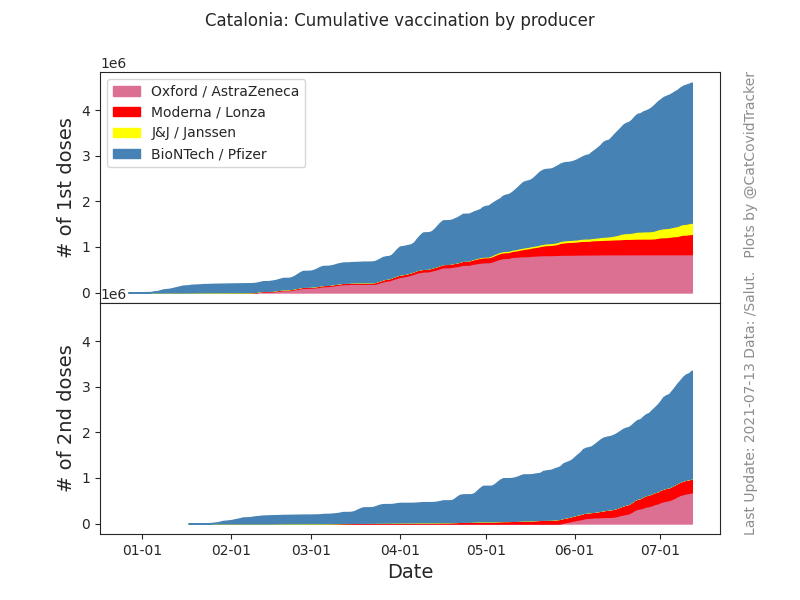 Catalonia: Cumulative vaccination by producer
1e6
Oxford / AstraZeneca
Moderna / Lonza
J&J / Janssen
BioNTech / Pfizer
# of 1st doses
4
3
2
1
0
1e6
# of 2nd doses
4
3
2
1
0
01-01
02-01
03-01
04-01
05-01
06-01
07-01
Date
Last Update: 2021-07-13 Data: /Salut.   Plots by @CatCovidTracker